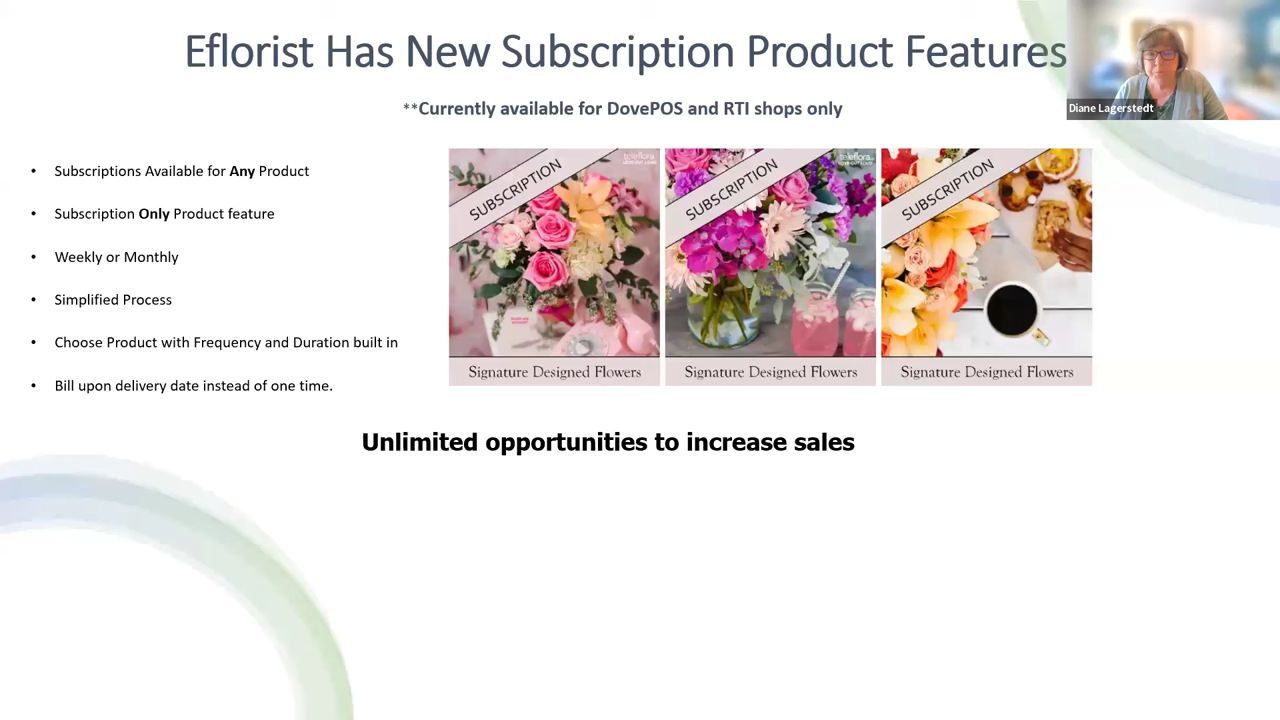 Eflorist Has New Subscription Product Features
Diane Lagerstedt
**Currently available for DovePOS and RTI shops only
• Subscriptions Available for Any Product
• Subscription Only Product feature
• Weekly or Monthly
• Simplified Process
• Choose Product with Frequency and Duration built in
• Bill upon delivery date instead of one time.
teleflora
SUBSCRIPTION
Signature Designed Flowers
teleflora
SUBSCRIPTION
Signature Designed Flowers
SUBSCRIPTION
Signature Designed Flowers
Unlimited opportunities to increase sales